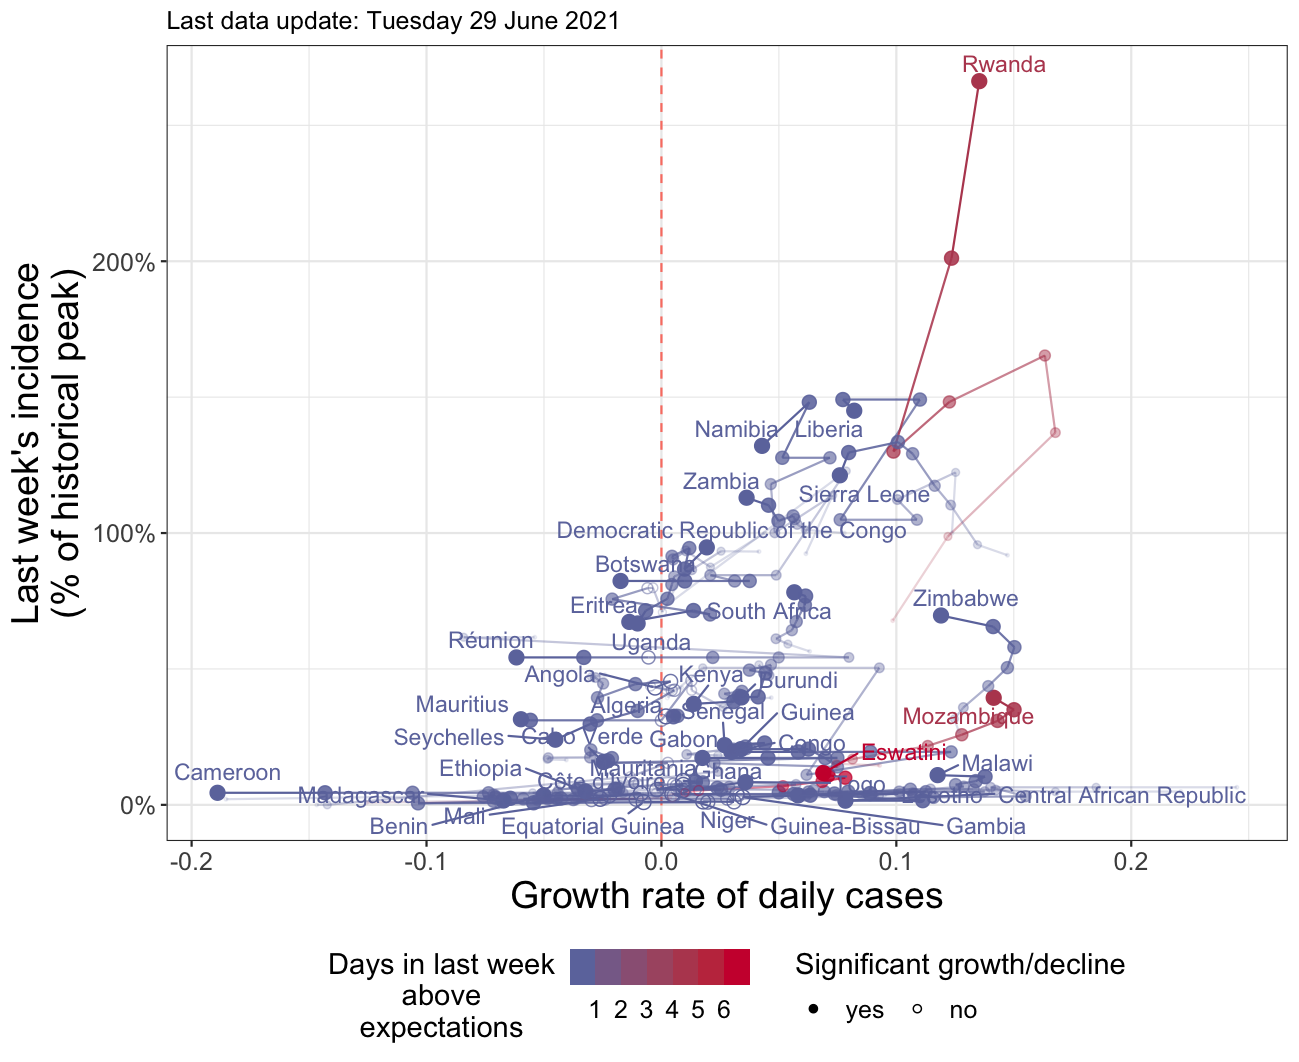 Last data update: Tuesday 29 June 2021
Last week's incidence
(% of historical peak)
200%
100%
0%
Rwanda
Namibia
Liberia
Zambia
Sierra Leone
Democratic Republic of the Congo
Botswana
Eritrea
South Africa
Zimbabwe
Uganda
Réunion
Angola
Kenya
Burundi
Mauritius
Algeria
Senegal
Guinea
Mozambique
Seychelles
Cabo Verde
Gabon
Congo
Eswatini
Cameroon
Ethiopia
Mauritania
Ghana
Malawi
Côte d'Ivoire
Togo
Madagascar
Lesotho
Central African Republic
Benin
Mali
Equatorial Guinea
Niger
Guinea-Bissau
Gambia
-0.2
-0.1
0.0
0.1
0.2
Growth rate of daily cases
Days in last week
above
expectations
1 2 3 4 5 6
Significant growth/decline
yes
no